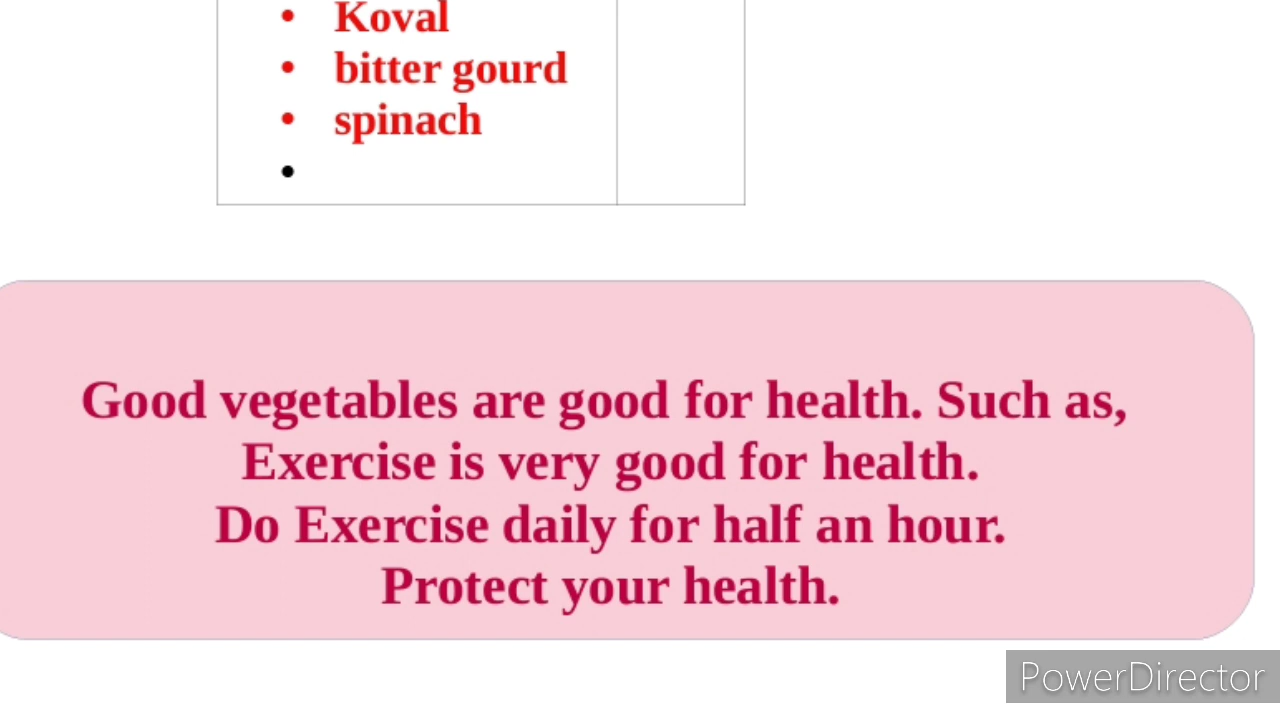 • Koval
• bitter gourd
• spinach
•
Good vegetables are good for health. Such as,
Exercise is very good for health.
Do Exercise daily for half an hour.
Protect your health.
PowerDirector